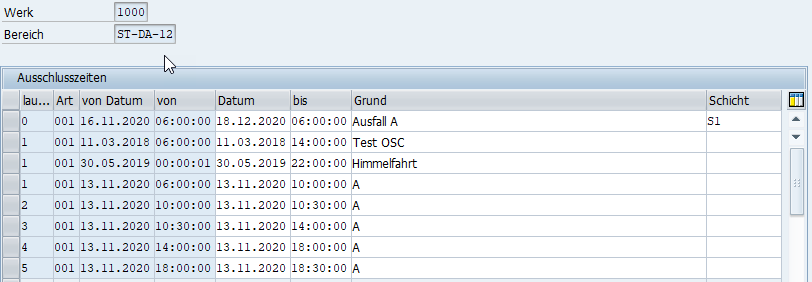 Werk 1000
Bereich ST-DA-12
Ausschlusszeiten
lau... Art von Datum von Datum bis Grund Schicht
0 001 16.11.2020 06:00:00 18.12.2020 06:00:00 Ausfall A S1
1 001 11.03.2018 06:00:00 11.03.2018 14:00:00 Test OSC
1 001 30.05.2019 00:00:01 30.05.2019 22:00:00 Himmelfahrt
1 001 13.11.2020 06:00:00 13.11.2020 10:00:00 A
2 001 13.11.2020 10:00:00 13.11.2020 10:30:00 A
3 001 13.11.2020 10:30:00 13.11.2020 14:00:00 A
4 001 13.11.2020 14:00:00 13.11.2020 18:00:00 A
5 001 13.11.2020 18:00:00 13.11.2020 18:30:00 A